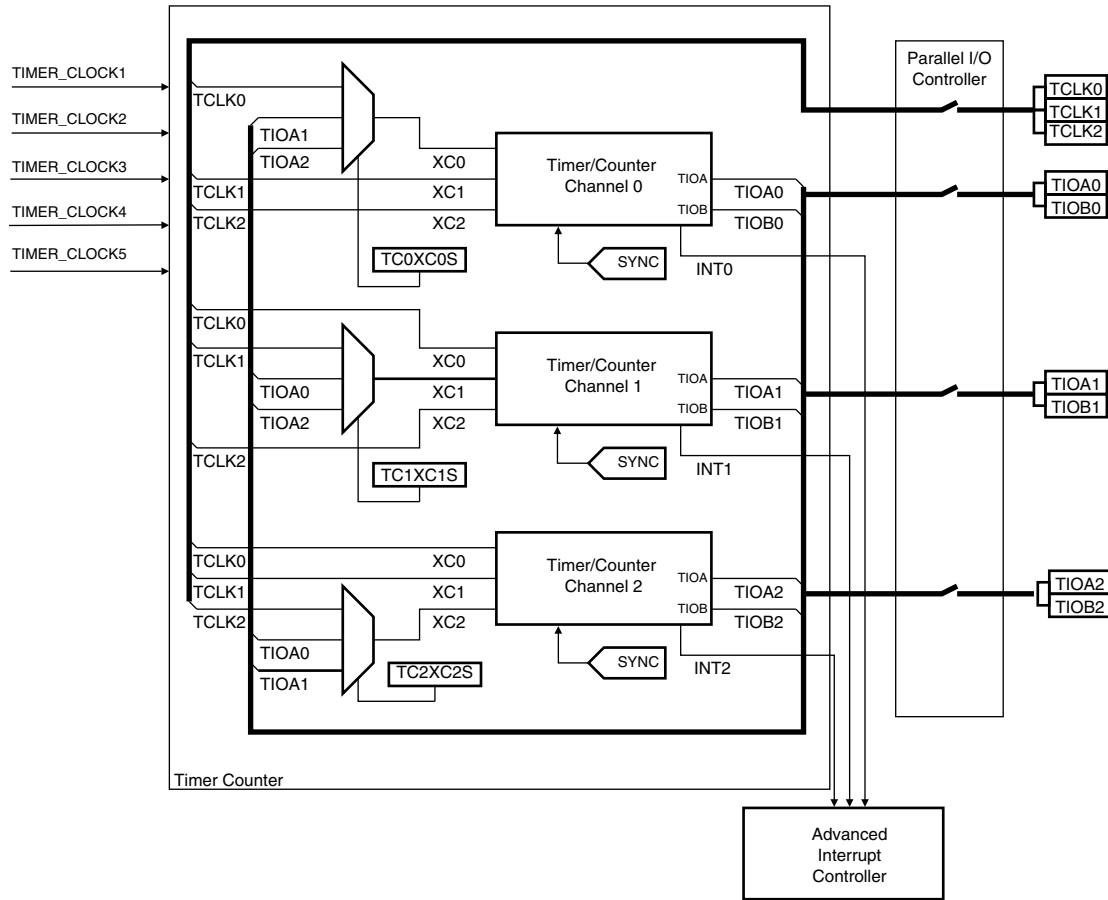 TIMER_CLOCK1
TIMER_CLOCK2
TIMER_CLOCK3
TIMER_CLOCK4
TIMER_CLOCK5
TCLK0
TIOA1
TIOA2
TCLK1
TCLK2
XC0
XC1
XC2
TC0XC0S
Timer/Counter
Channel 0
TIOA
TIOB
TIOA0
TIOB0
SYNC
INT0
TCLK0
TCLK1
TIOA0
TIOA2
TCLK2
XC0
XC1
XC2
TC1XC1S
Timer/Counter
Channel 1
TIOA
TIOB
TIOA1
TIOB1
SYNC
INT1
TCLK0
TCLK1
TCLK2
TIOA0
TIOA1
XC0
XC1
XC2
TC2XC2S
Timer/Counter
Channel 2
TIOA
TIOB
TIOA2
TIOB2
SYNC
INT2
Timer Counter
Parallel I/O
Controller
TCLK0
TCLK1
TCLK2
TIOA0
TIOB0
TIOA1
TIOB1
TIOA2
TIOB2
Advanced
Interrupt
Controller